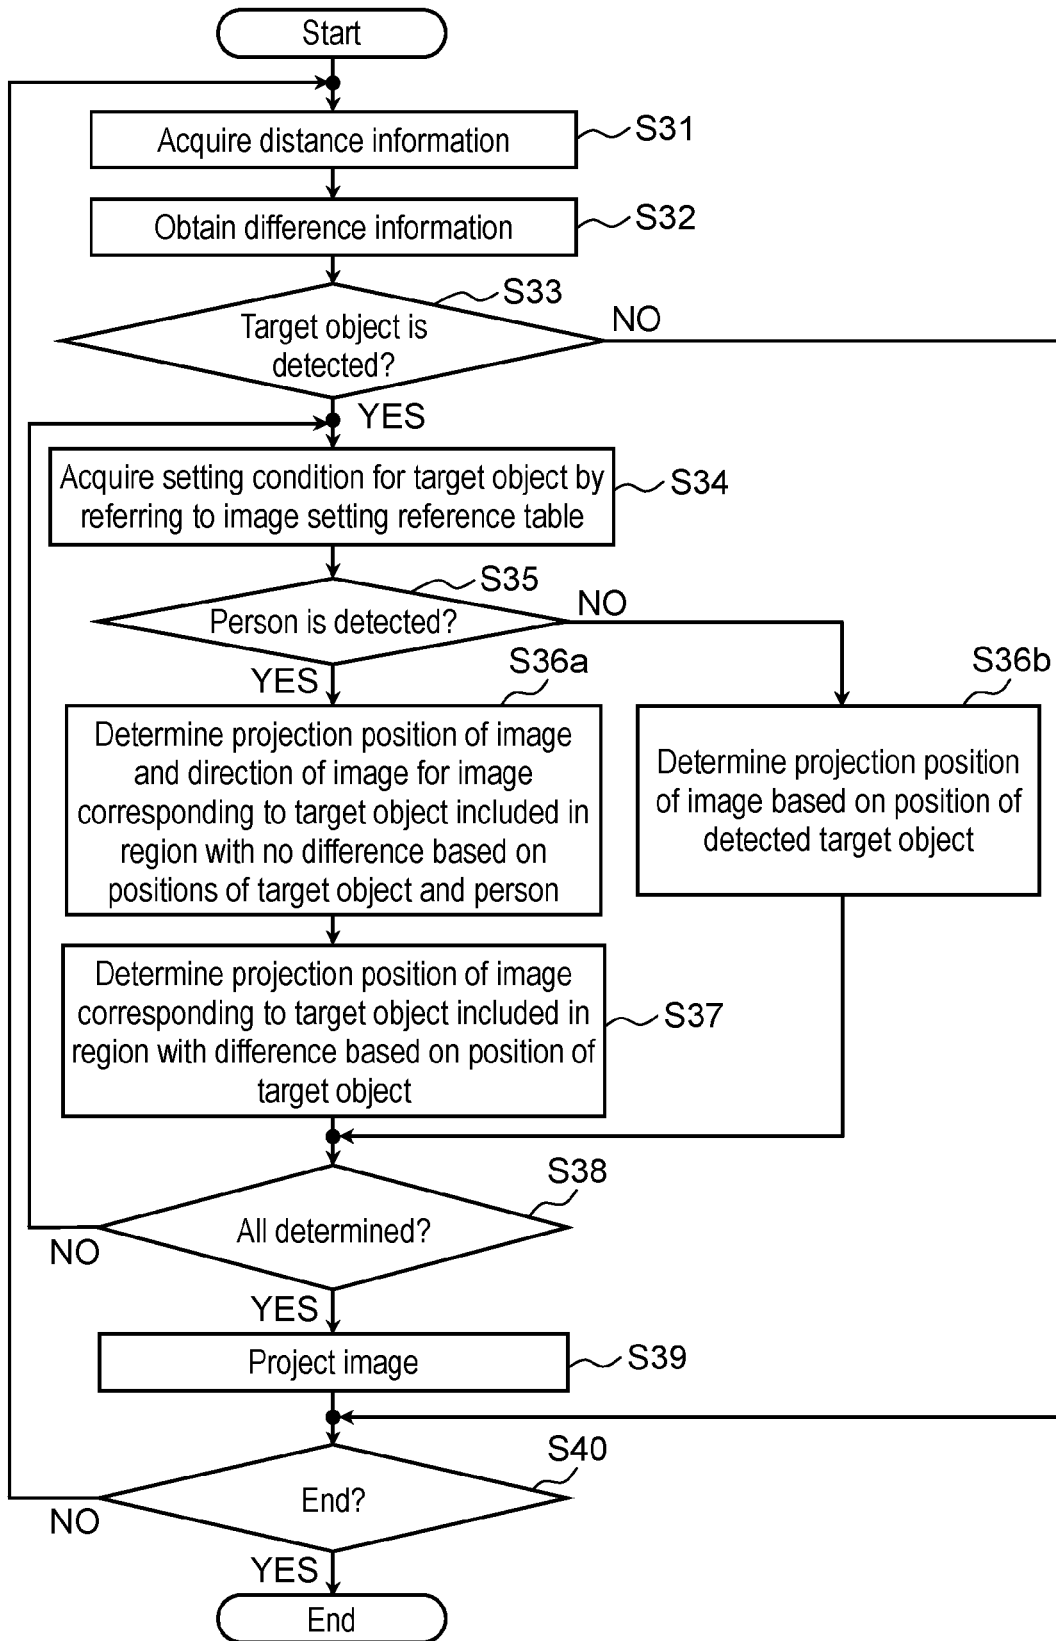 Start
Acquire distance information
S31
Obtain difference information
S32
S33
Target object is
detected?
NO
YES
Acquire setting condition for target object by
referring to image setting reference table
S34
S35
Person is detected?
NO
YES
S36a
Determine projection position of image
and direction of image for image
corresponding to target object included in
region with no difference based on
positions of target object and person
S36b
Determine projection position
of image based on position of
detected target object
Determine projection position of image
corresponding to target object included in
region with difference based on position of
target object
S37
S38
All determined?
NO
YES
Project image
S39
S40
End?
NO
YES
End